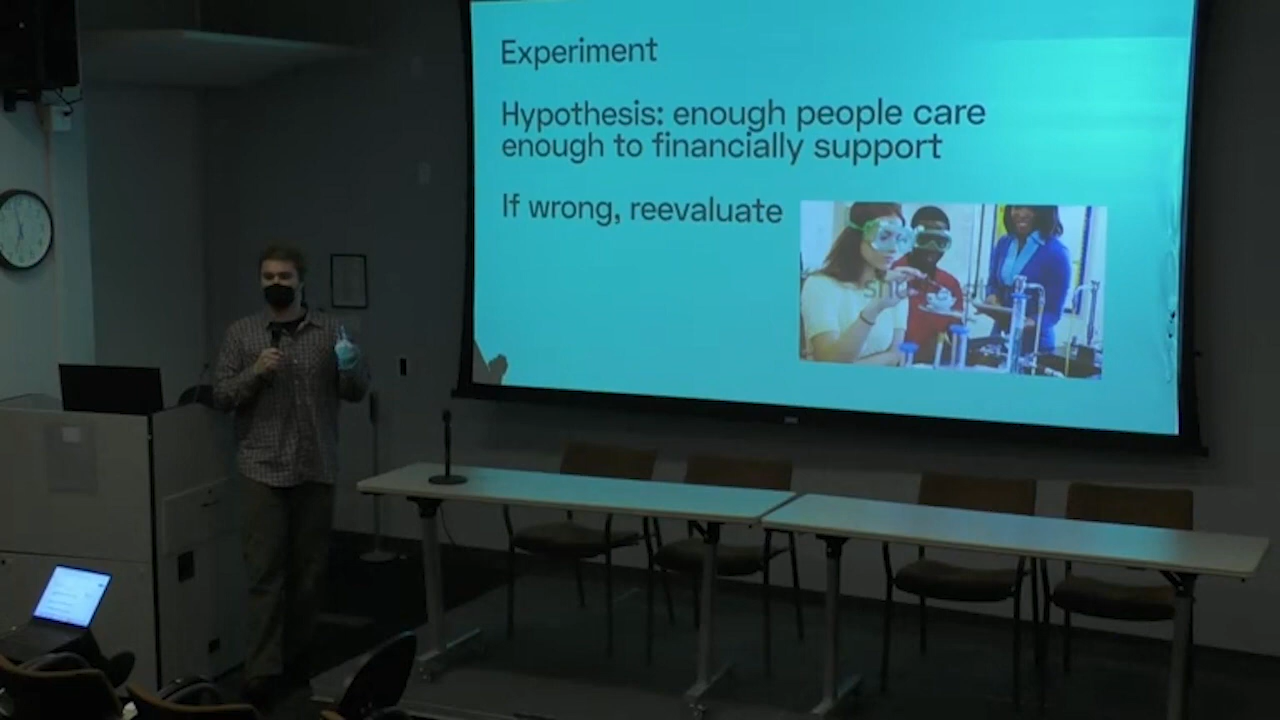 Experiment
Hypothesis: enough people care
enough to financially support
If wrong, reevaluate